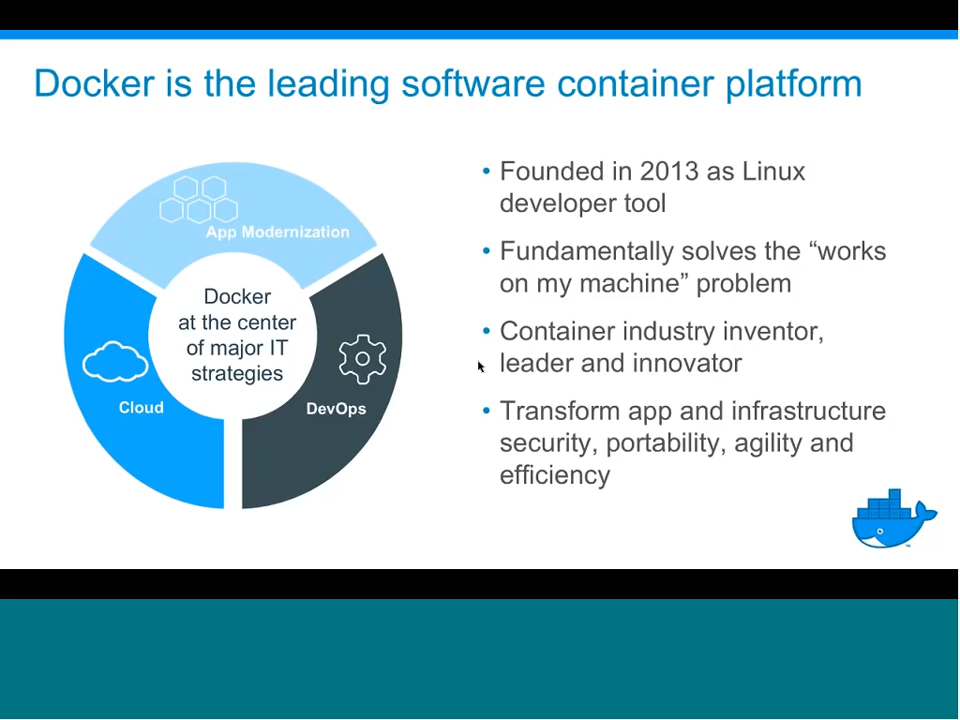 Docker is the leading software container platform
App Modernization
Docker
at the center
of major IT
strategies
Cloud
DevOps
• Founded in 2013 as Linux
developer tool
• Fundamentally solves the “works
on my machine” problem
• Container industry inventor,
leader and innovator
• Transform app and infrastructure
security, portability, agility and
efficiency